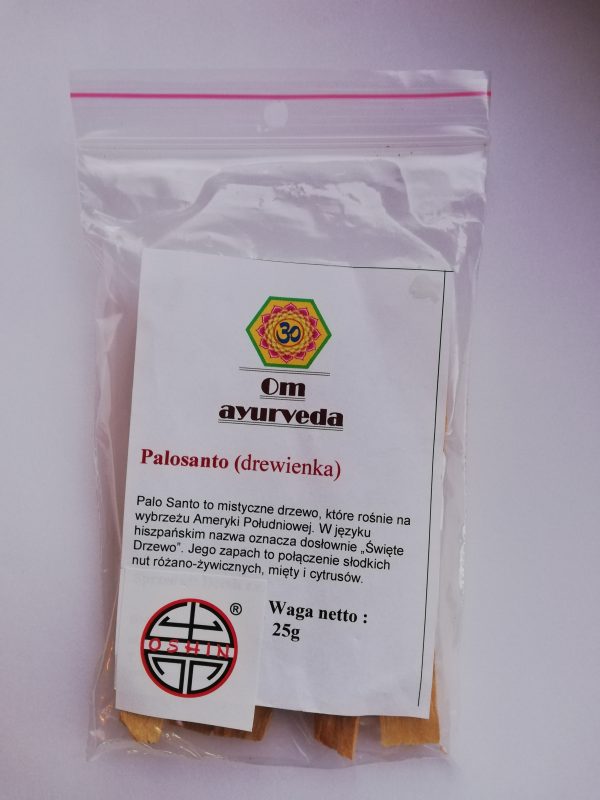 ॐ
Om
ayurveda
Palosanto (drewienka)
Palo Santo to mistyczne drzewo, które rośnie na
wybrzeżu Ameryki Południowej. W języku
hiszpańskim nazwa oznacza dosłownie „Święte
Drzewo”. Jego zapach to połączenie słodkich
nut różano-żywicznych, mięty i cytrusów.
Waga netto :
25g
®
OSHIN